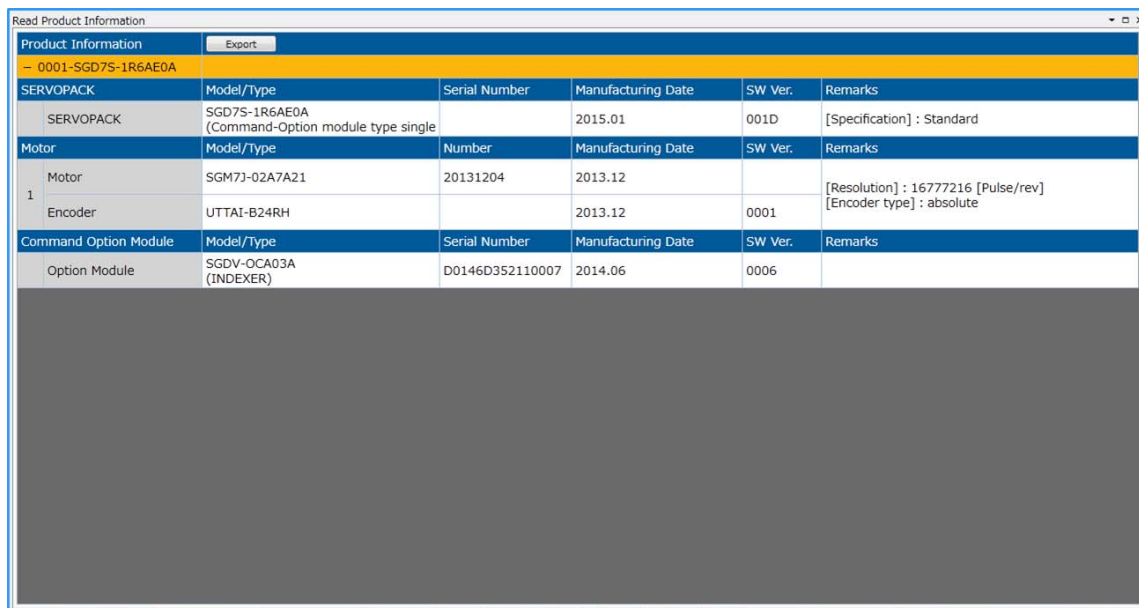 Read Product Information
Product Information Export
− 0001-SGD7S-1R6AE0A
SERVOPACK Model/Type Serial Number Manufacturing Date SW Ver. Remarks
SERVOPACK SGD7S-1R6AE0A 2015.01 001D [Specification] : Standard
(Command-Option module type single
Motor Model/Type Number Manufacturing Date SW Ver. Remarks
1 Motor SGM7J-02A7A21 20131204 2013.12 [Resolution] : 16777216 [Pulse/rev]
[Encoder type] : absolute
Encoder UTTAI-B24RH 2013.12 0001
Command Option Module Model/Type Serial Number Manufacturing Date SW Ver. Remarks
Option Module SGDV-OCA03A D0146D352110007 2014.06 0006
(INDEXER)